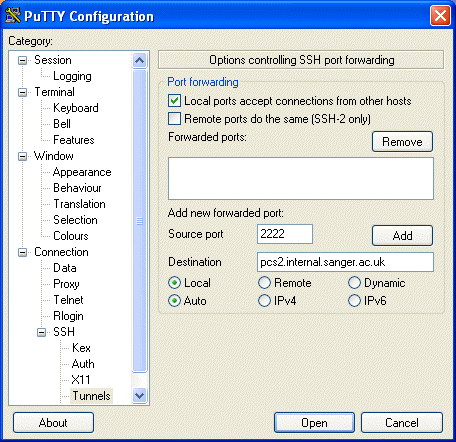 PuTTY Configuration
Category:
Session
Logging
Terminal
Keyboard
Bell
Features
Window
Appearance
Behaviour
Translation
Selection
Colours
Connection
Data
Proxy
Telnet
Rlogin
SSH
Kex
Auth
X11
Tunnels
Options controlling SSH port forwarding
Port forwarding
Local ports accept connections from other hosts
Remote ports do the same (SSH-2 only)
Forwarded ports:
Remove
Add new forwarded port:
Source port 2222 Add
Destination pcs2.internal.sanger.ac.uk
Local Remote Dynamic
Auto IPv4 IPv6
About Open Cancel